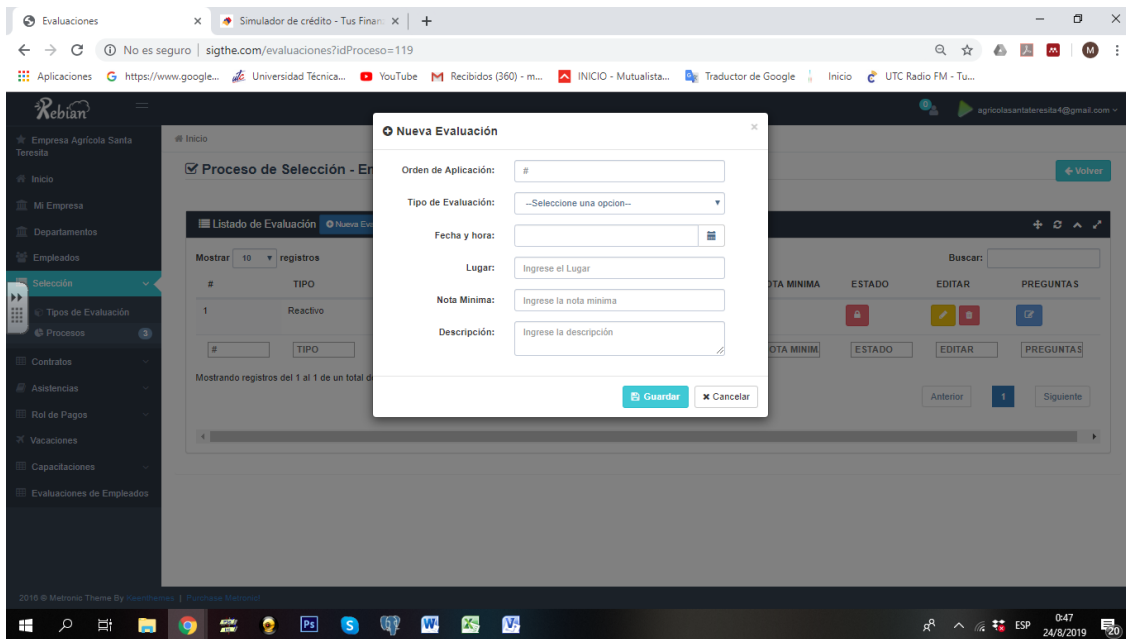 Evaluaciones
Simulador de crédito - Tus Finan
No es seguro | sigthe.com/evaluaciones?idProceso=119
M
Aplicaciones
https://www.google...
Universidad Técnica...
YouTube
Recibidos (360) - m...
INICIO - Mutualista...
Traductor de Google
Inicio
UTC Radio FM - Tu...
Rebian
0
agricolasantateresita4@gmail.com
Empresa Agrícola Santa
Teresita
Inicio
Mi Empresa
Departamentos
Empleados
Selección
Tipos de Evaluación
Procesos 3
Contratos
Asistencias
Rol de Pagos
Vacaciones
Capacitaciones
Evaluaciones de Empleados
Inicio
Proceso de Selección - En
Volver
Listado de Evaluación
Nueva Eva
Mostrar 10 registros
Buscar:
# TIPO OTA MINIMA ESTADO EDITAR PREGUNTAS
1 Reactivo
# TIPO OTA MINIM ESTADO EDITAR PREGUNTAS
Mostrando registros del 1 al 1 de un total d
Anterior 1 Siguiente
Nueva Evaluación
×
Orden de Aplicación: #
Tipo de Evaluación: --Seleccione una opcion--
Fecha y hora:
Lugar: Ingrese el Lugar
Nota Mínima: Ingrese la nota minima
Descripción: Ingrese la descripción
Guardar
Cancelar
2016 © Metronic Theme By Keenthemes | Purchase Metronic!
Ps
S
ESP
0:47
24/8/2019
20